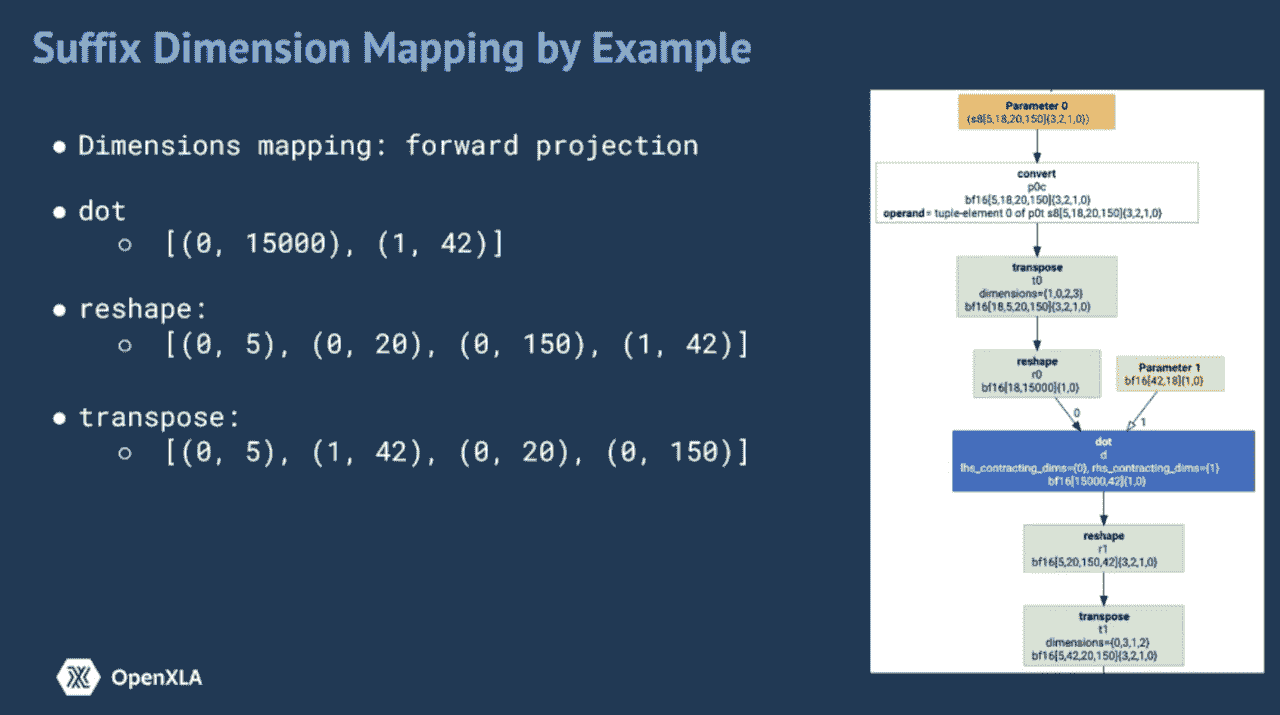 Suffix Dimension Mapping by Example
● Dimensions mapping: forward projection
● dot
○ [(0, 15000), (1, 42)]
● reshape:
○ [(0, 5), (0, 20), (0, 150), (1, 42)]
● transpose:
○ [(0, 5), (1, 42), (0, 20), (0, 150)]
OpenXLA
Parameter 0
(s8[5,18,20,150]{3,2,1,0})
convert
p0c
bf16[5,18,20,150]{3,2,1,0}
operand = tuple-element 0 of p0t s8[5,18,20,150]{3,2,1,0}
transpose
t0
dimensions={1,0,2,3}
bf16[18,5,20,150]{3,2,1,0}
reshape
r0
bf16[18,15000]{1,0}
Parameter 1
bf16[42,18]{1,0}
0
1
dot
d
lhs_contracting_dims={0}, rhs_contracting_dims={1}
bf16[15000,42]{1,0}
reshape
r1
bf16[5,20,150,42]{3,2,1,0}
transpose
t1
dimensions={0,3,1,2}
bf16[5,42,20,150]{3,2,1,0}